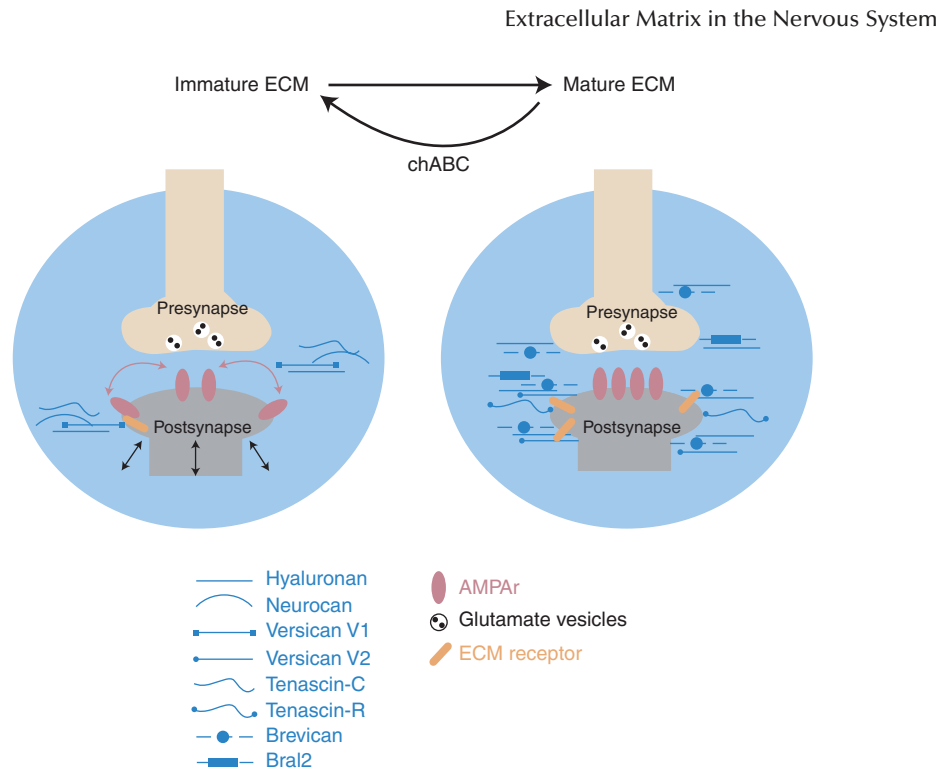 Extracellular Matrix in the Nervous System
Immature ECM
Mature ECM
chABC
Presynapse
Postsynapse
Presynapse
Postsynapse
Hyaluronan
Neurocan
Versican V1
Versican V2
Tenascin-C
Tenascin-R
Brevican
Bral2
AMPAr
Glutamate vesicles
ECM receptor